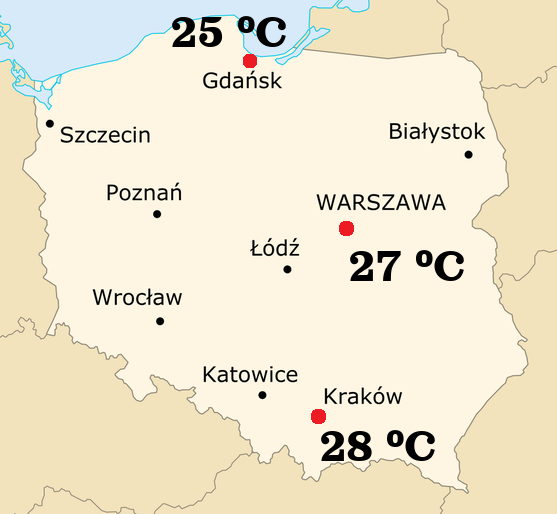 25 ºC
Gdańsk
Szczecin
Białystok
Poznań
WARSZAWA
Łódź
27 ºC
Wrocław
Katowice
Kraków
28 ºC